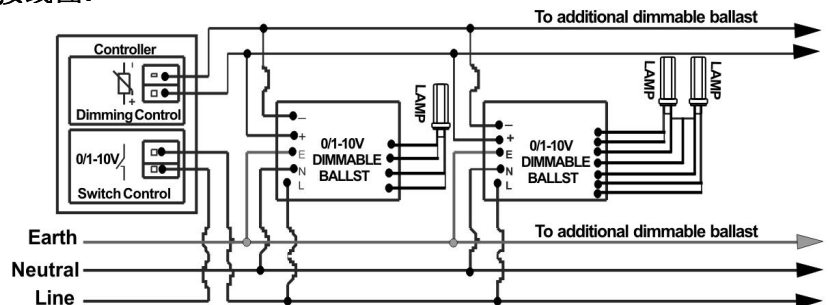 接线图:
To additional dimmable ballast
Controller
Dimming Control
0/1-10V
Switch Control
LAMP
−
+
E
N
L
0/1-10V
DIMMABLE
BALLST
LAMP
LAMP
−
+
E
N
L
0/1-10V
DIMMABLE
BALLST
Earth
To additional dimmable ballast
Neutral
Line